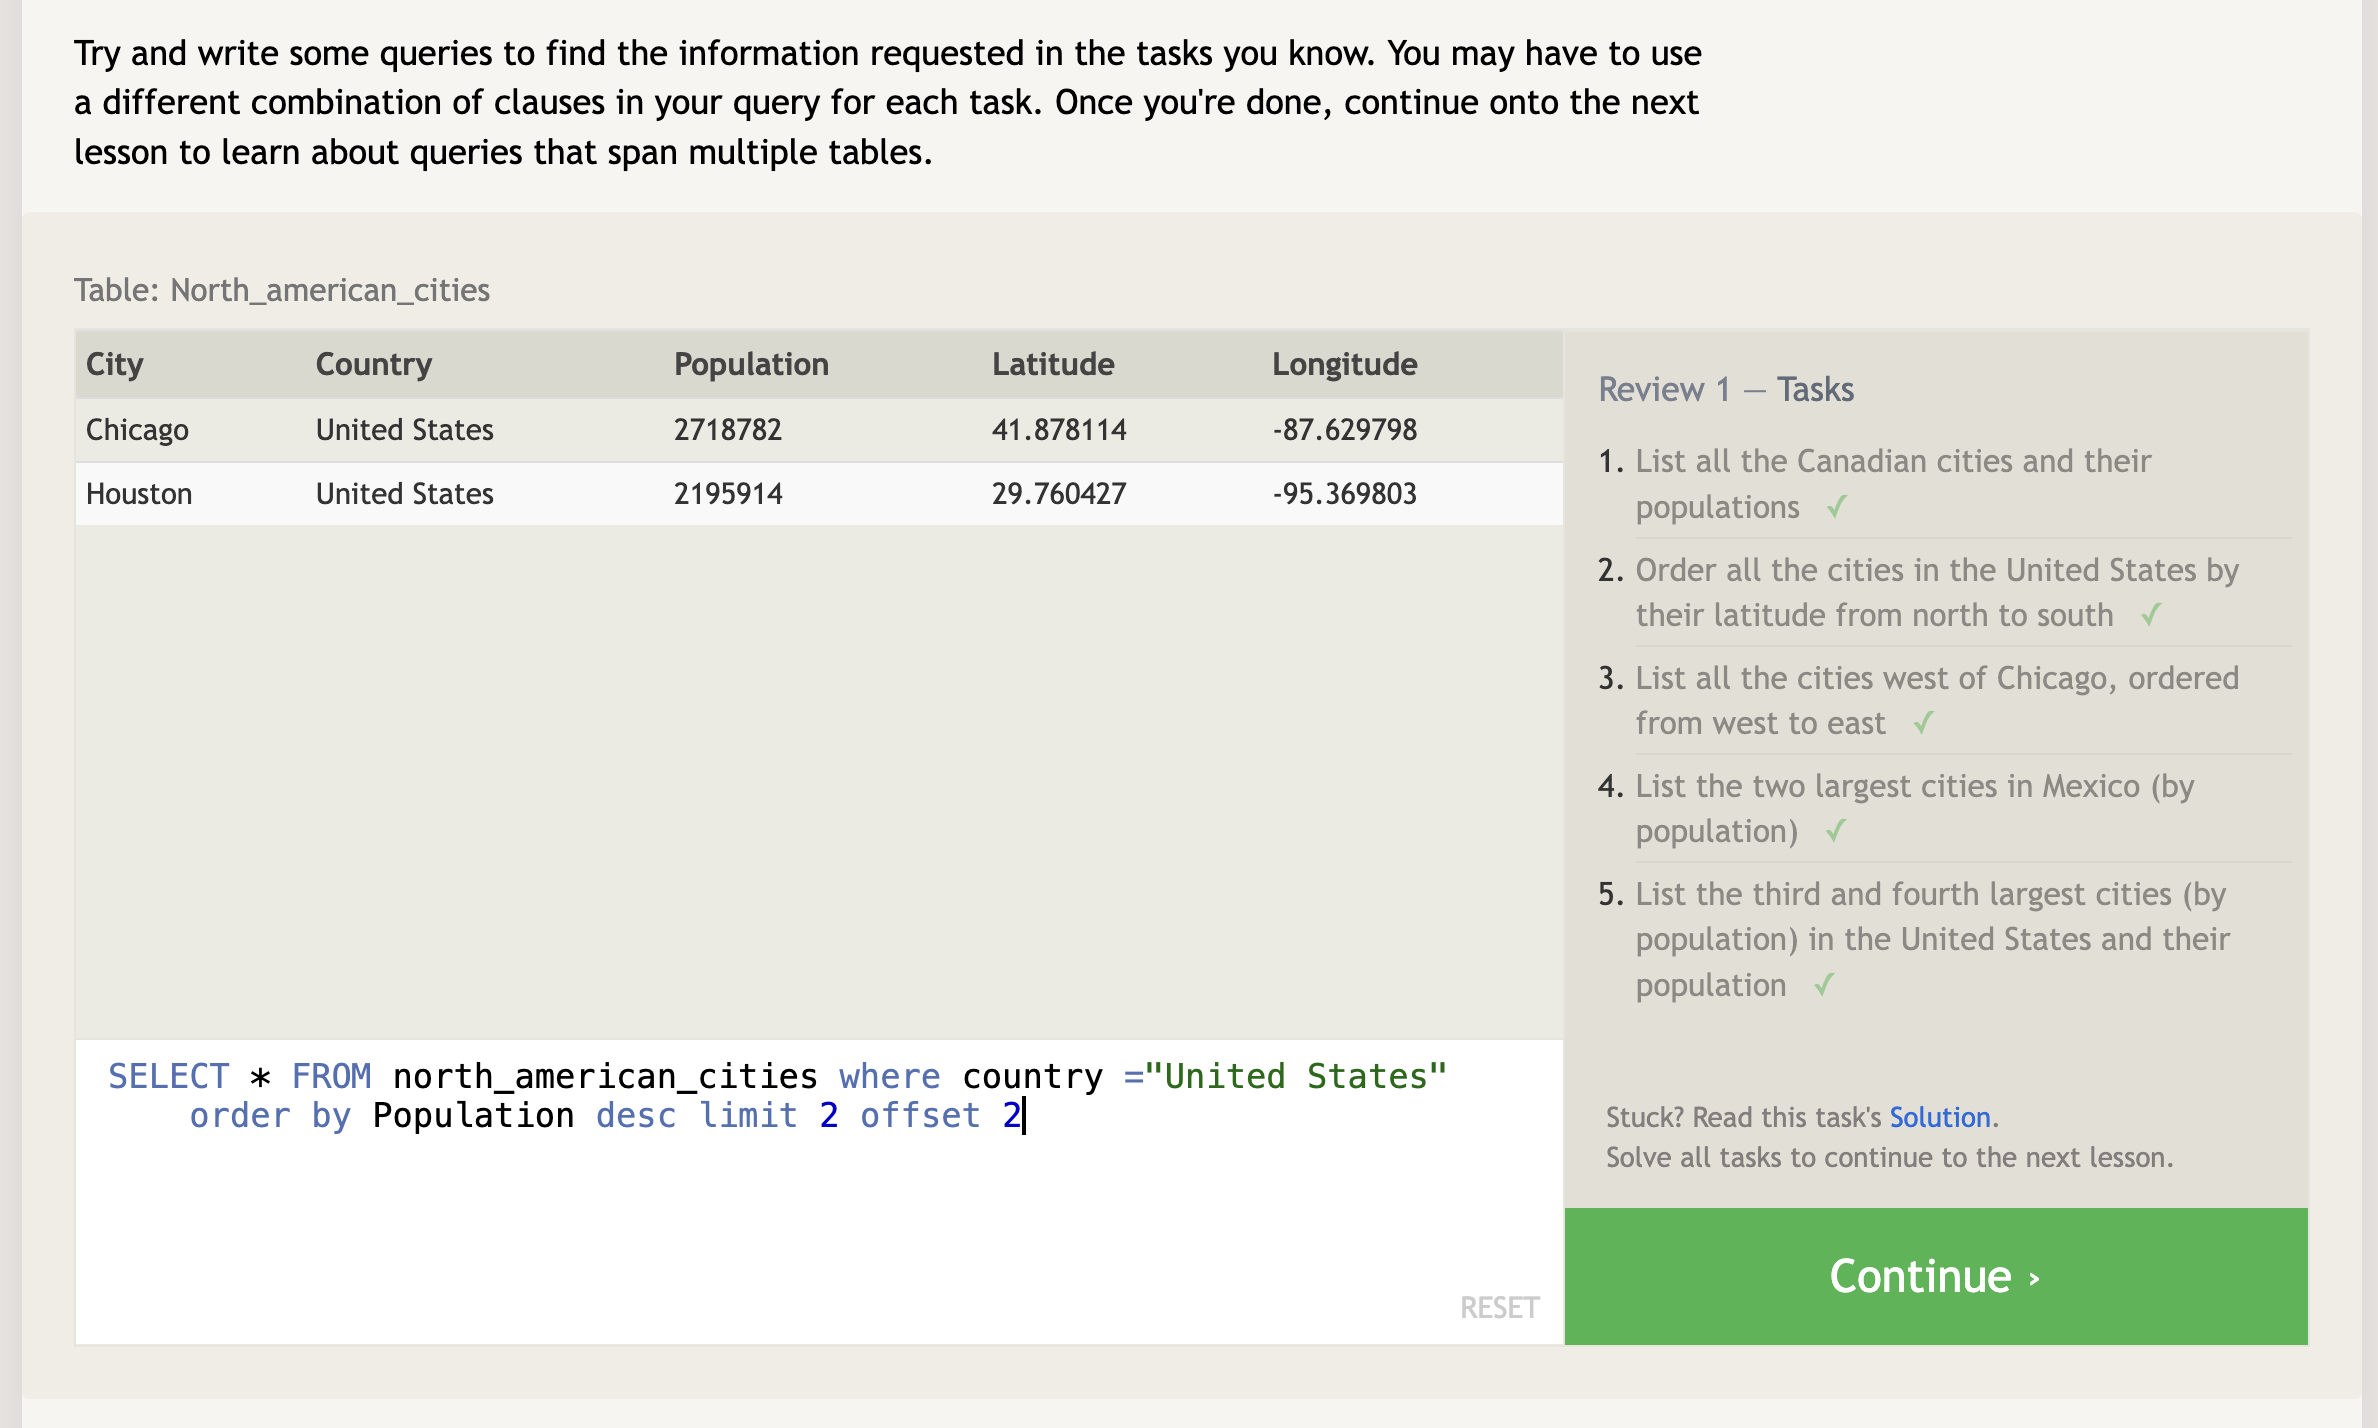 Try and write some queries to find the information requested in the tasks you know. You may have to use
a different combination of clauses in your query for each task. Once you're done, continue onto the next
lesson to learn about queries that span multiple tables.
Table: North_american_cities
City Country Population Latitude Longitude
Chicago United States 2718782 41.878114 -87.629798
Houston United States 2195914 29.760427 -95.369803
SELECT * FROM north_american_cities where country ="United States"
order by Population desc limit 2 offset 2
RESET
Review 1 — Tasks
1. List all the Canadian cities and their
populations ✓
2. Order all the cities in the United States by
their latitude from north to south ✓
3. List all the cities west of Chicago, ordered
from west to east ✓
4. List the two largest cities in Mexico (by
population) ✓
5. List the third and fourth largest cities (by
population) in the United States and their
population ✓
Stuck? Read this task's Solution.
Solve all tasks to continue to the next lesson.
Continue ›